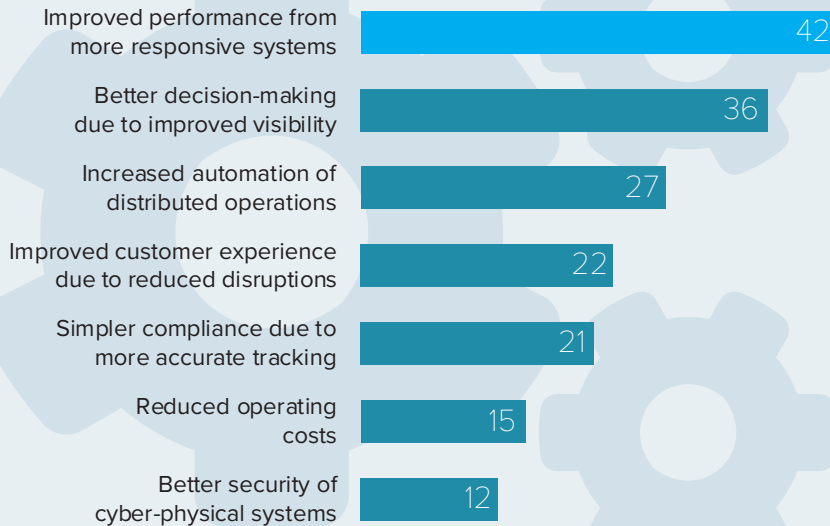 Improved performance from
more responsive systems
42
Better decision-making
due to improved visibility
36
Increased automation of
distributed operations
27
Improved customer experience
due to reduced disruptions
22
Simpler compliance due to
more accurate tracking
21
Reduced operating
costs
15
Better security of
cyber-physical systems
12